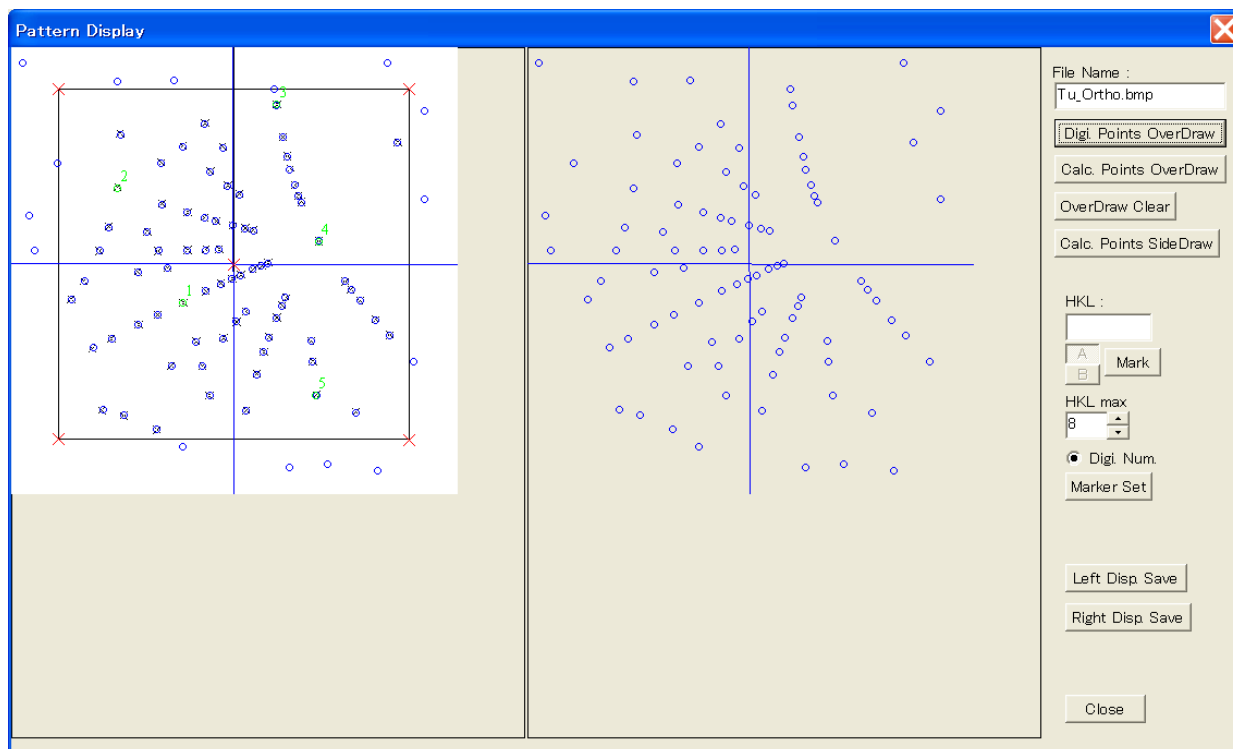 Pattern Display
3
2
4
1
5
File Name :
Tu_Ortho.bmp
Digi. Points OverDraw
Calc. Points OverDraw
OverDraw Clear
Calc. Points SideDraw
HKL :
A
B
Mark
HKL max
8
Digi. Num.
Marker Set
Left Disp. Save
Right Disp. Save
Close